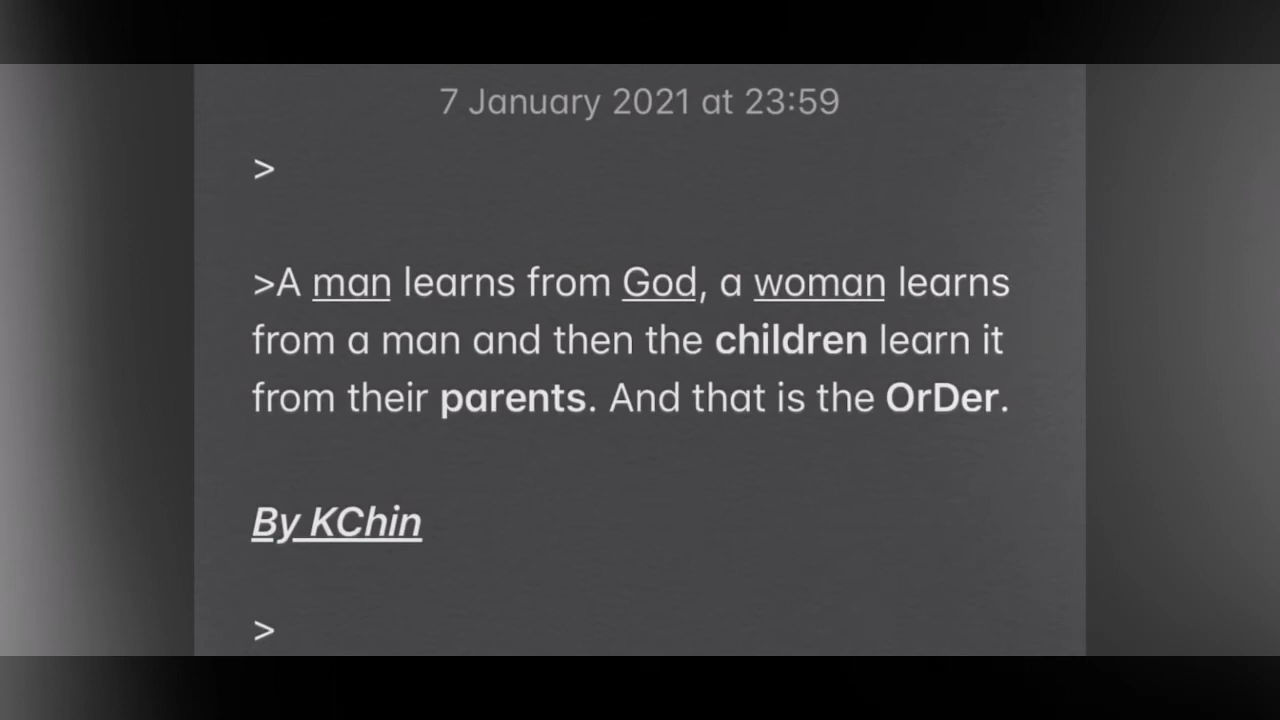 7 January 2021 at 23:59
>
>A man learns from God, a woman learns
from a man and then the children learn it
from their parents. And that is the OrDer.
By KChin
>